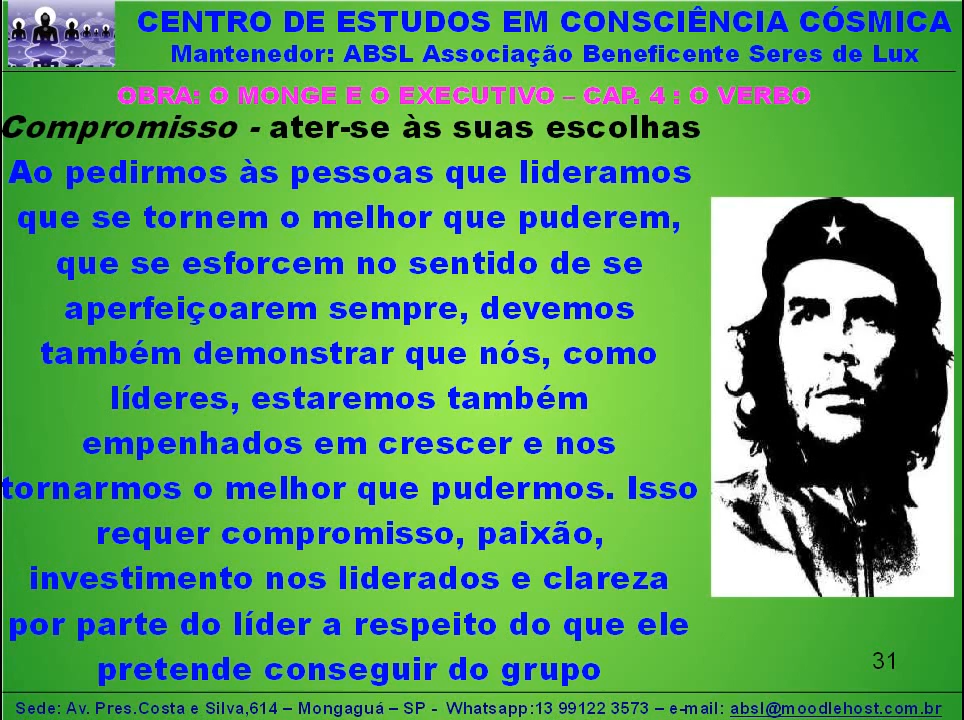 CENTRO DE ESTUDOS EM CONSCIÊNCIA CÓSMICA
Mantenedor: ABSL Associação Beneficente Seres de Lux
OBRA: O MONGE E O EXECUTIVO – CAP. 4 : O VERBO
Compromisso - ater-se às suas escolhas
Ao pedirmos às pessoas que lideramos
que se tornem o melhor que puderem,
que se esforcem no sentido de se
aperfeiçoarem sempre, devemos
também demonstrar que nós, como
líderes, estaremos também
empenhados em crescer e nos
tornarmos o melhor que pudermos. Isso
requer compromisso, paixão,
investimento nos liderados e clareza
por parte do líder a respeito do que ele
pretende conseguir do grupo
31
Sede: Av. Pres.Costa e Silva,614 – Mongaguá – SP - Whatsapp:13 99122 3573 – e-mail: absl@moodlehost.com.br